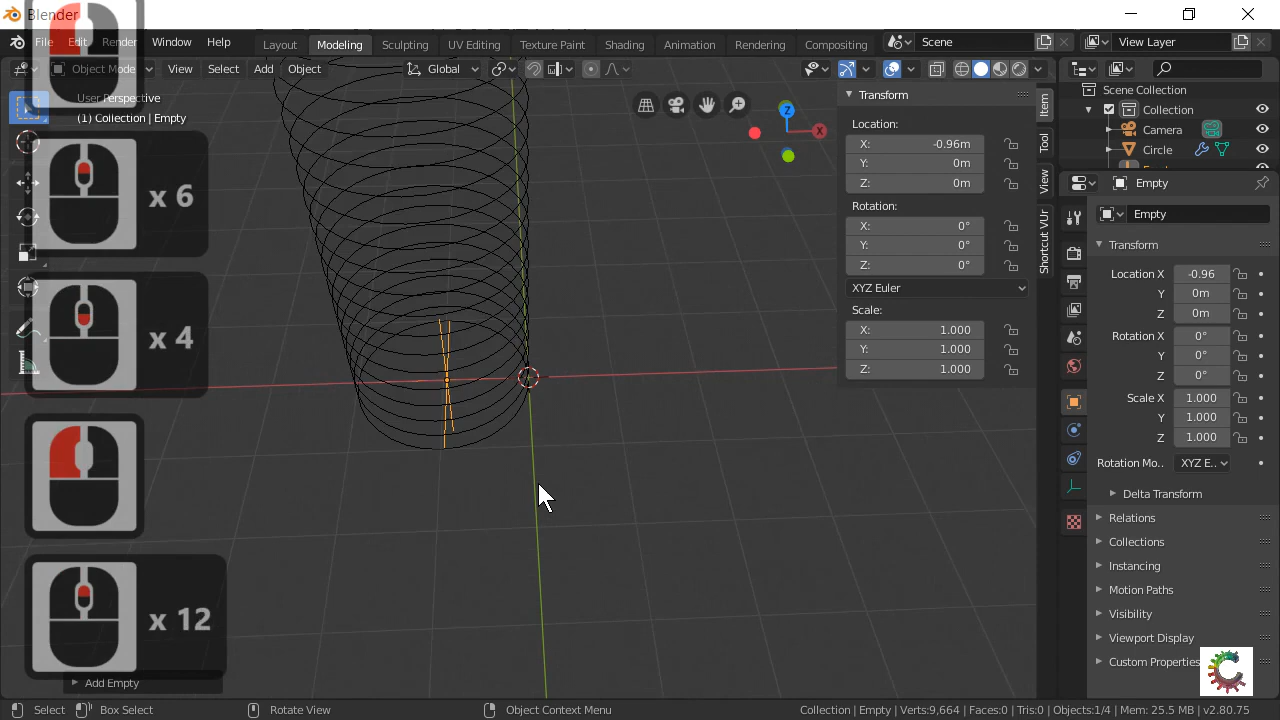 Blender
File Edit Render Window Help
Layout Modeling Sculpting UV Editing Texture Paint Shading Animation Rendering Compositing
Scene
View Layer
Object Mode View Select Add Object
Global
User Perspective
(1) Collection | Empty
x 6
x 4
x 12
Add Empty
Z
X
Transform
Location:
X: -0.96m
Y: 0m
Z: 0m
Rotation:
X: 0°
Y: 0°
Z: 0°
XYZ Euler
Scale:
X: 1.000
Y: 1.000
Z: 1.000
Item
Tool
View
Shortcut VUr
Scene Collection
Collection
Camera
Circle
Empty
Empty
Transform
Location X -0.96
Y 0m
Z 0m
Rotation X 0°
Y 0°
Z 0°
Scale X 1.000
Y 1.000
Z 1.000
Rotation Mo.. XYZ E..
Delta Transform
Relations
Collections
Instancing
Motion Paths
Visibility
Viewport Display
Custom Properties
Select Box Select Rotate View Object Context Menu
Collection | Empty | Verts:9,664 | Faces:0 | Tris:0 | Objects:1/4 | Mem: 25.5 MB | v2.80.75